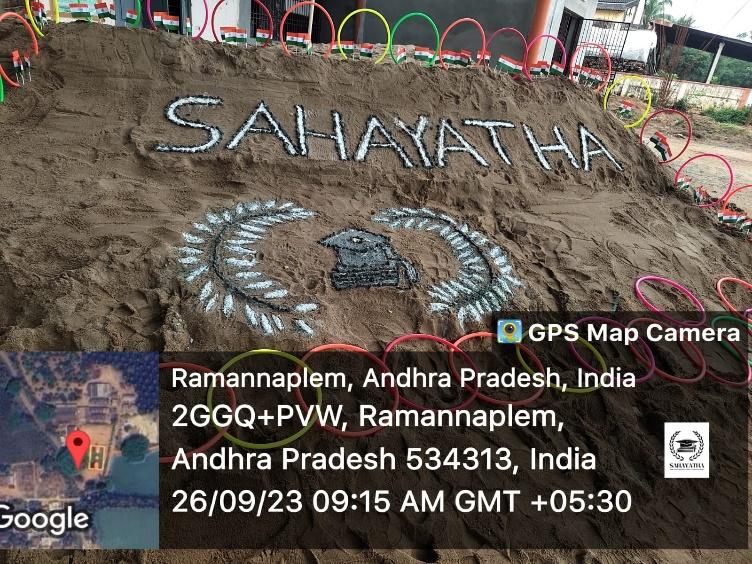 SAHAYATHA
GPS Map Camera
Ramannaplem, Andhra Pradesh, India
2GGQ+PVW, Ramannaplem,
Andhra Pradesh 534313, India
26/09/23 09:15 AM GMT +05:30
Google
SAHAYATHA